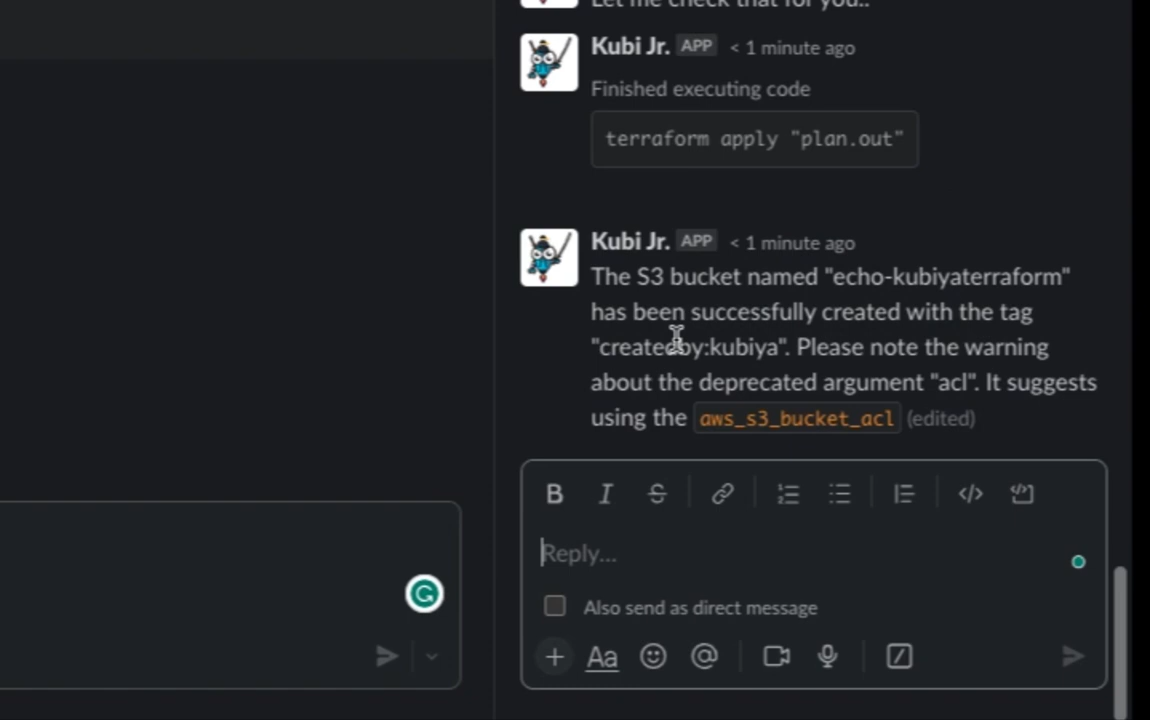 Let me check that for you..
Kubi Jr. APP < 1 minute ago
Finished executing code
terraform apply "plan.out"
Kubi Jr. APP < 1 minute ago
The S3 bucket named "echo-kubiyaterraform"
has been successfully created with the tag
"createdby:kubiya". Please note the warning
about the deprecated argument "acl". It suggests
using the aws_s3_bucket_acl (edited)
Reply...
Also send as direct message
Aa